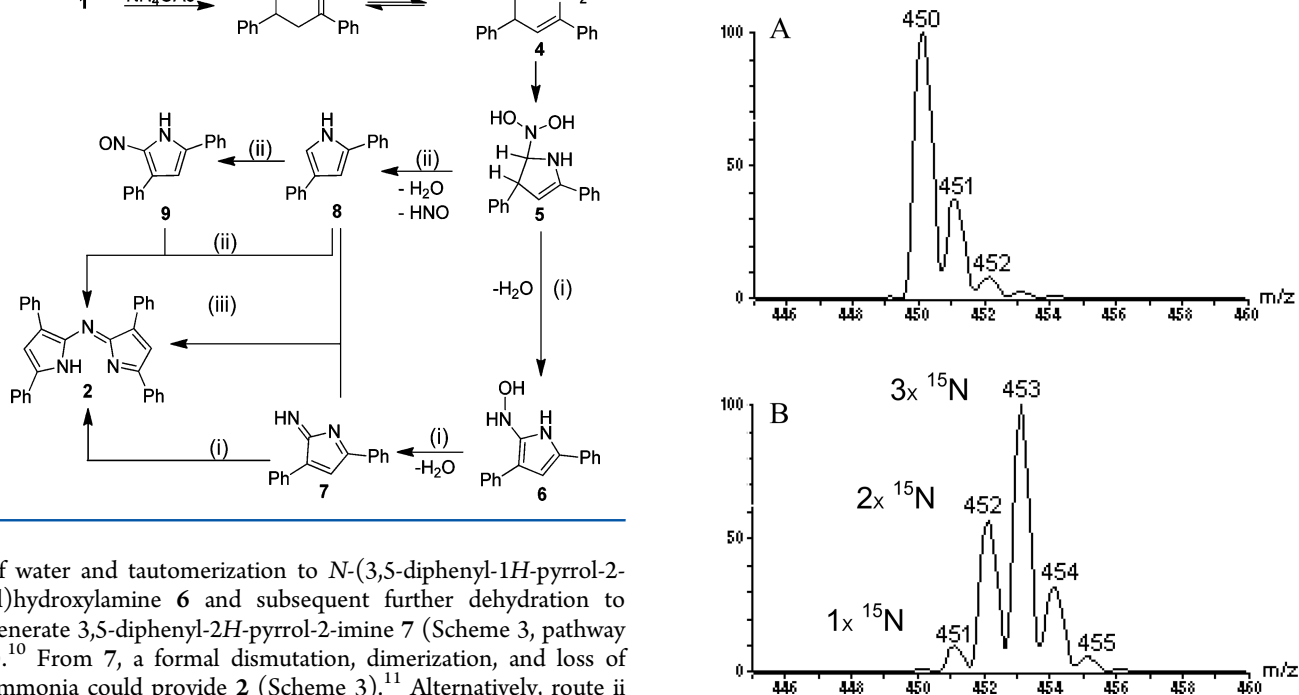 1
Ph
Ph
Ph
Ph
2
4
HO
OH
N
H
NH
H
Ph
Ph
5
(ii)
- H2O
- HNO
H
N
Ph
Ph
8
(ii)
H
N
ON
Ph
Ph
9
(ii)
(iii)
-H2O
(i)
Ph
Ph
N
NH
N
Ph
2
Ph
OH
HN
H
N
Ph
Ph
6
(i)
-H2O
HN
N
Ph
Ph
7
(i)
of water and tautomerization to N-(3,5-diphenyl-1H-pyrrol-2-
)hydroxylamine 6 and subsequent further dehydration to
enerate 3,5-diphenyl-2H-pyrrol-2-imine 7 (Scheme 3, pathway
.10 From 7, a formal dismutation, dimerization, and loss of
mmonia could provide 2 (Scheme 3).11 Alternatively, route ii
A
450
451
452
100
50
0
446 448 450 452 454 456 458 460
m/z
B
3x 15N
453
2x 15N
452
454
1x 15N
451
455
100
50
0
446 448 450 452 454 456 458 460
m/z